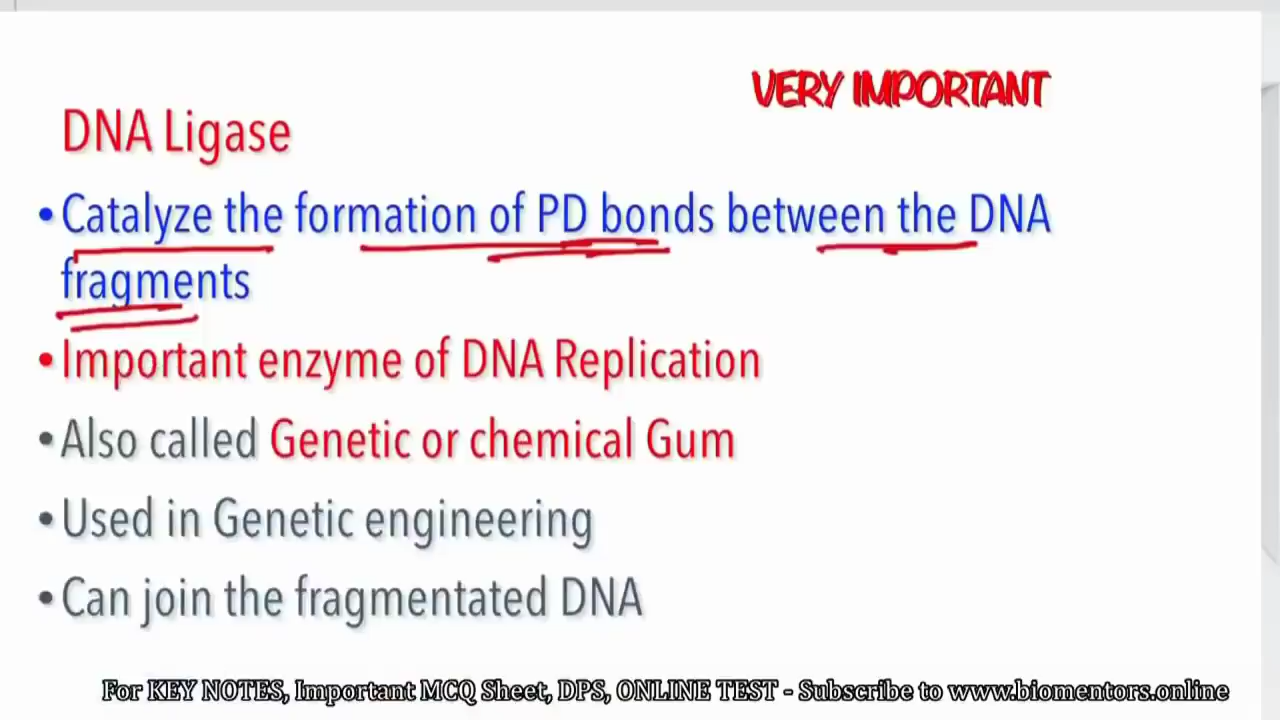 VERY IMPORTANT
DNA Ligase
•Catalyze the formation of PD bonds between the DNA
fragments
•Important enzyme of DNA Replication
•Also called Genetic or chemical Gum
•Used in Genetic engineering
•Can join the fragmentated DNA
For KEY NOTES, Important MCQ Sheet, DPS, ONLINE TEST - Subscribe to www.biomentors.online